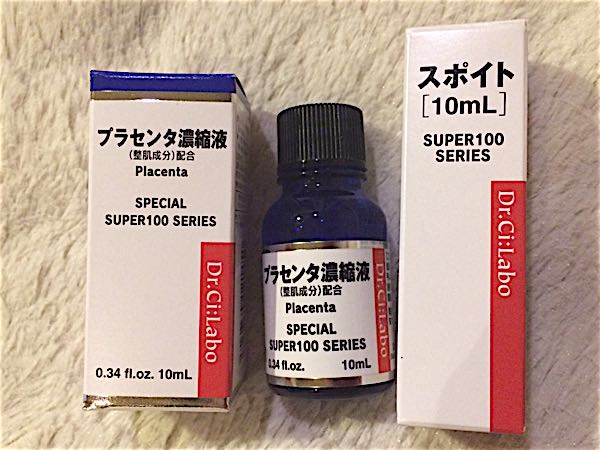 プラセンタ濃縮液
(整肌成分)配合
Placenta
SPECIAL
SUPER100 SERIES
Dr.Ci:Labo
0.34 fl.oz. 10mL
プラセンタ濃縮液
(整肌成分)配合
Placenta
SPECIAL
SUPER100 SERIES
0.34 fl.oz. 10mL
Dr.Ci:Labo
スポイト
[10mL]
SUPER100
SERIES
Dr.Ci:Labo